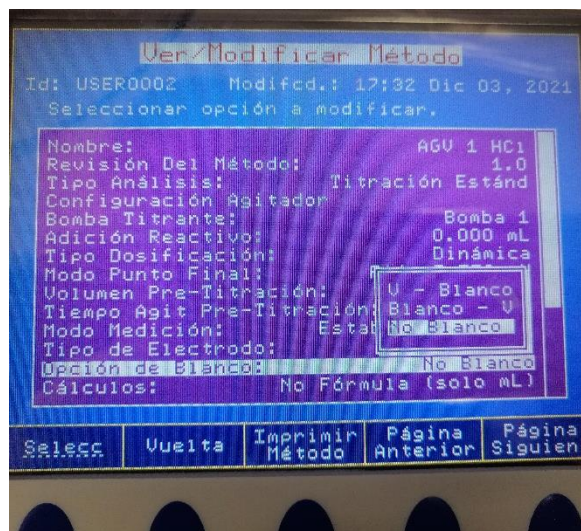 Ver/Modificar Método
Id: USER0002 Modifcd.: 17:32 Dic 03, 2021
Seleccionar opción a modificar.
Nombre: AGV 1 HCl
Revisión Del Método: 1.0
Tipo Análisis: Titración Estánd
Configuración Agitador
Bomba Titrante: Bomba 1
Adición Reactivo: 0.000 mL
Tipo Dosificación: Dinámica
Modo Punto Final:
Volumen Pre-Titración:
V - Blanco
Tiempo Agit Pre-Titración:
Blanco - V
Modo Medición: Estab
No Blanco
Tipo de Electrodo:
Opción de Blanco: No Blanco
Cálculos: No Fórmula (solo mL)
Selecc Vuelta Imprimir Método Página Anterior Página Siguien